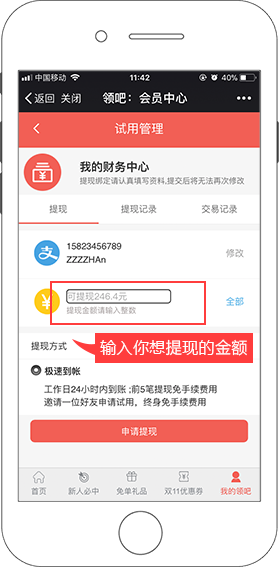 中国移动 11:42 40%
返回 关闭 领吧：会员中心
试用管理
我的财务中心
提现绑定请认真填写资料,提交后将无法再次修改
提现 提现记录 交易记录
15823456789
ZZZZHAn
修改
可提现246.4元
提现金额请输入整数
全部
提现方式
输入你想提现的金额
极速到帐
工作日24小时内到账 ;前5笔提现免手续费用
邀请一位好友申请试用，终身免手续费用
申请提现
首页 新人必中 免单礼品 双11优惠券 我的领吧